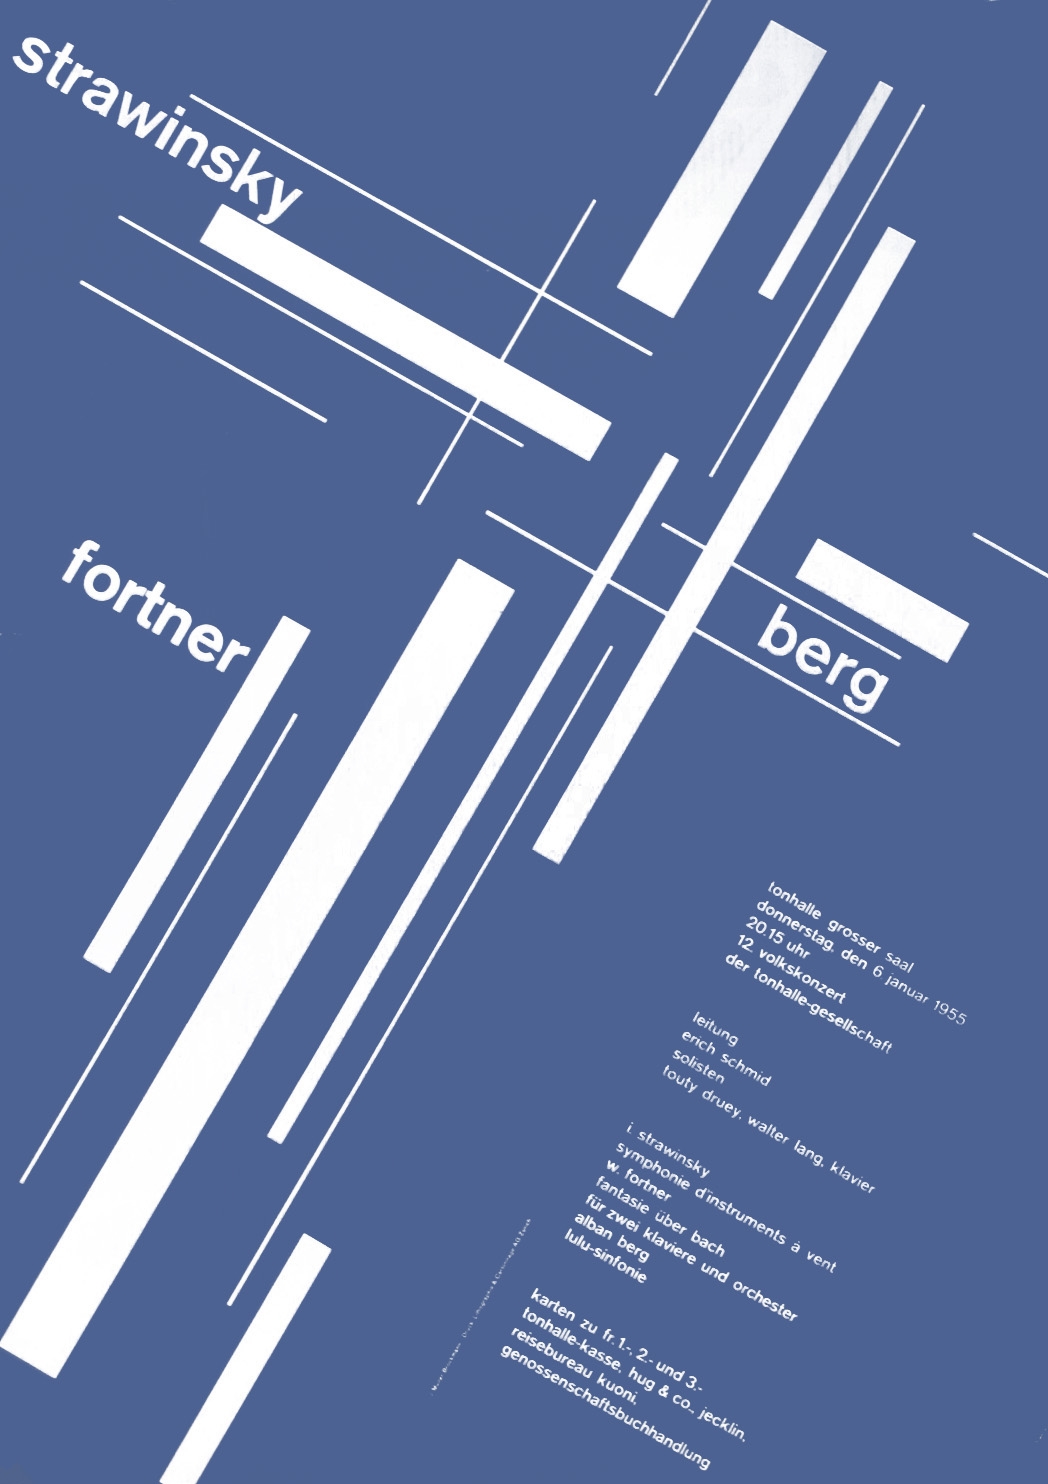 strawinsky
fortner
berg
tonhalle grosser saal
donnerstag, den 6 januar 1955
20.15 uhr
12. volkskonzert
der tonhalle-gesellschaft
leitung
erich schmid
solisten
touty druey, walter lang, klavier
i. strawinsky
symphonie d'instruments à vent
w. fortner
fantasie über bach
für zwei klaviere und orchester
alban berg
lulu-sinfonie
karten zu fr. 1.-, 2.- und 3.-
tonhalle-kasse, hug & co., jecklin,
reisebureau kuoni,
genossenschaftsbuchhandlung